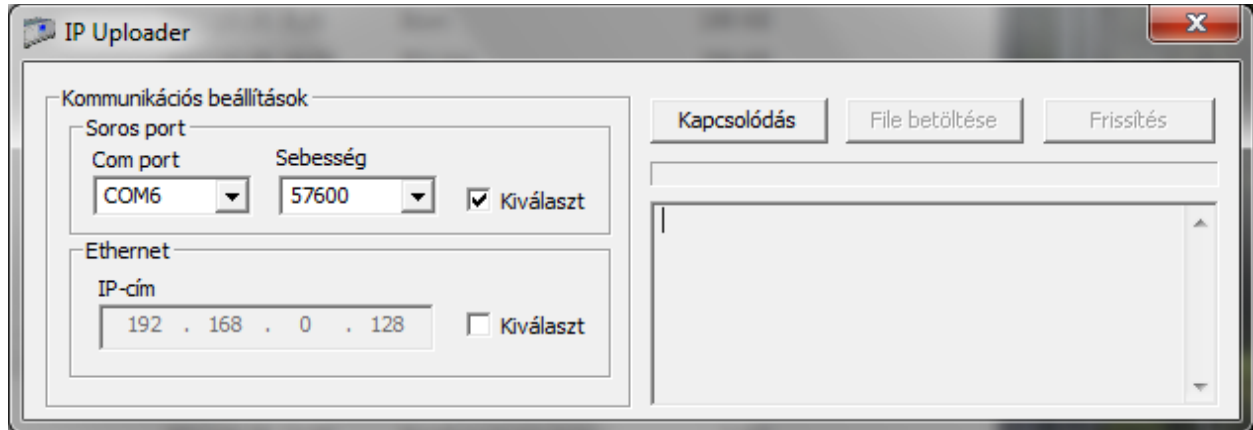 IP Uploader
Kommunikációs beállítások
Soros port
Com port Sebesség
COM6 57600 Kiválaszt
Ethernet
IP-cím
192 . 168 . 0 . 128 Kiválaszt
Kapcsolódás File betöltése Frissítés